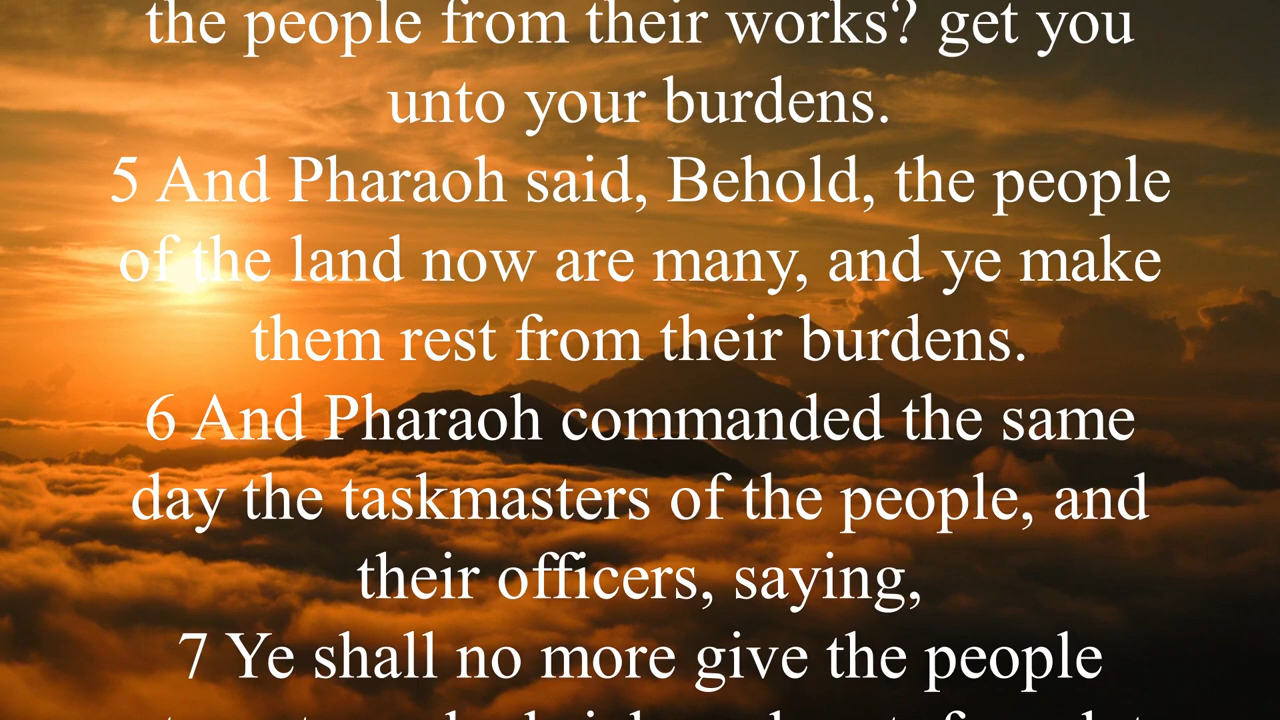 the people from their works? get you
unto your burdens.
5 And Pharaoh said, Behold, the people
of the land now are many, and ye make
them rest from their burdens.
6 And Pharaoh commanded the same
day the taskmasters of the people, and
their officers, saying,
7 Ye shall no more give the people